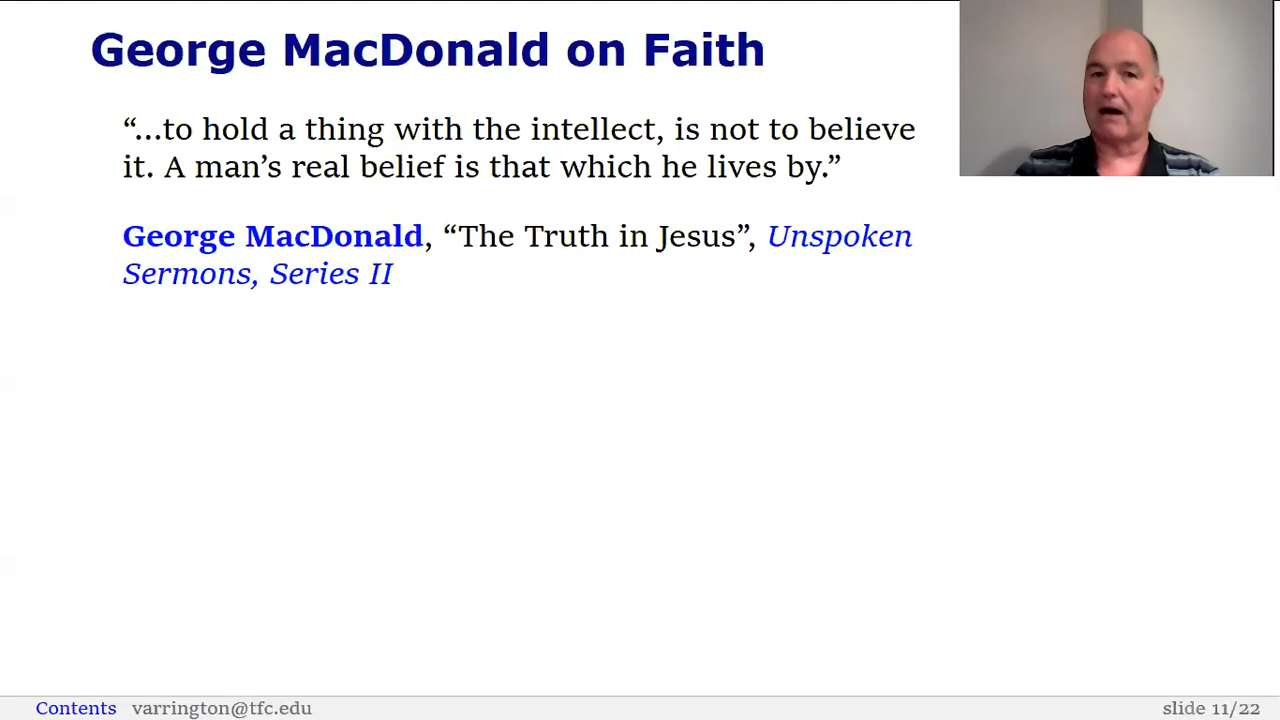 George MacDonald on Faith
“…to hold a thing with the intellect, is not to believe
it. A man’s real belief is that which he lives by.”
George MacDonald, “The Truth in Jesus”, Unspoken
Sermons, Series II
Contents varrington@tfc.edu slide 11/22